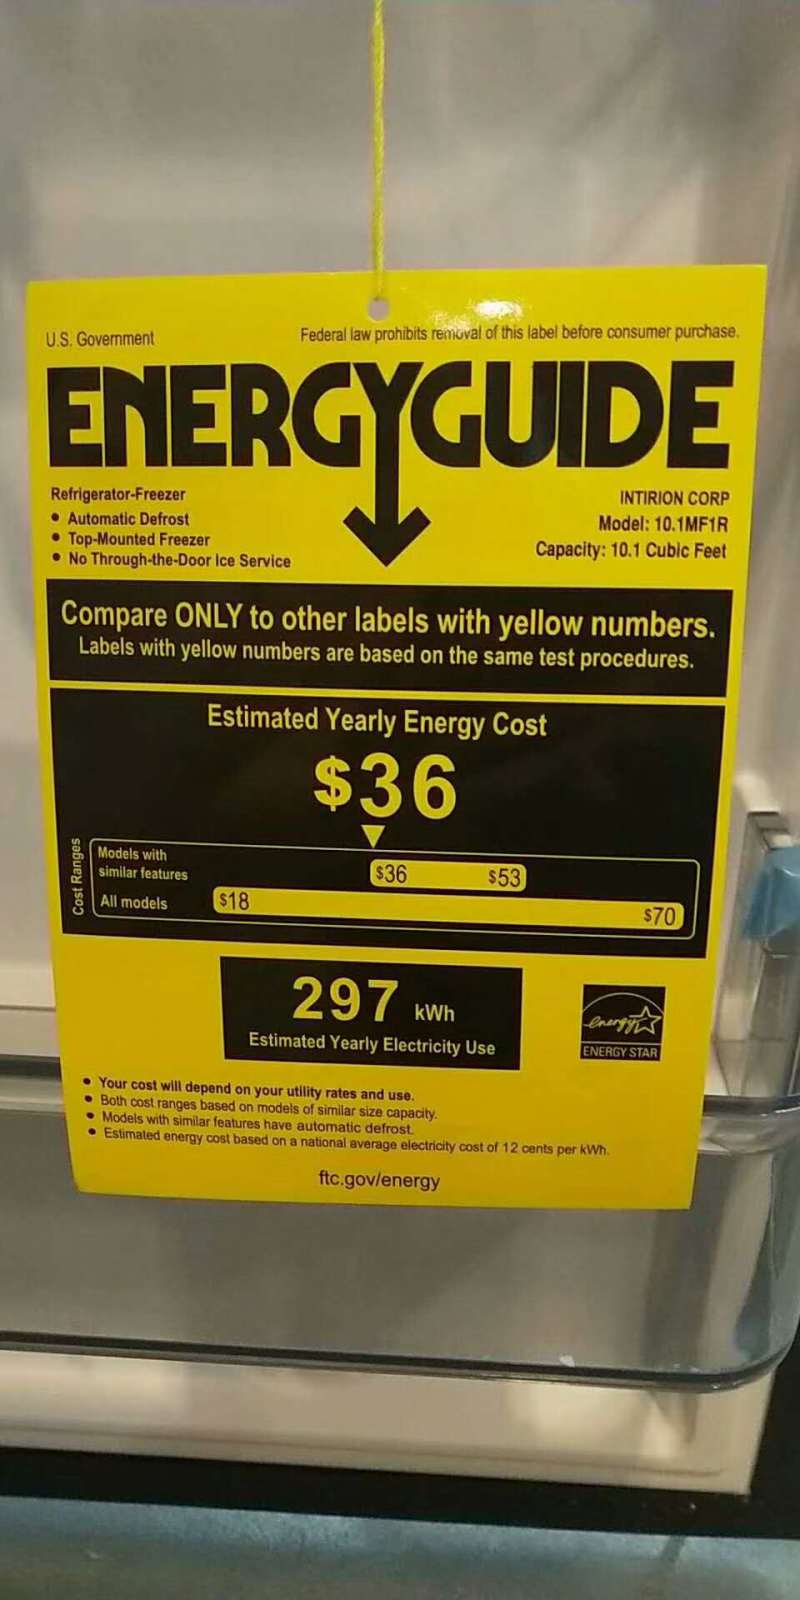 U.S. Government
Federal law prohibits removal of this label before consumer purchase.
ENERGYGUIDE
Refrigerator-Freezer
• Automatic Defrost
• Top-Mounted Freezer
• No Through-the-Door Ice Service
INTIRION CORP
Model: 10.1MF1R
Capacity: 10.1 Cubic Feet
Compare ONLY to other labels with yellow numbers.
Labels with yellow numbers are based on the same test procedures.
Estimated Yearly Energy Cost
$36
Cost Ranges
Models with
similar features
$36 $53
All models
$18 $70
297 kWh
Estimated Yearly Electricity Use
energy
ENERGY STAR
• Your cost will depend on your utility rates and use.
• Both cost ranges based on models of similar size capacity.
• Models with similar features have automatic defrost.
• Estimated energy cost based on a national average electricity cost of 12 cents per kWh.
ftc.gov/energy